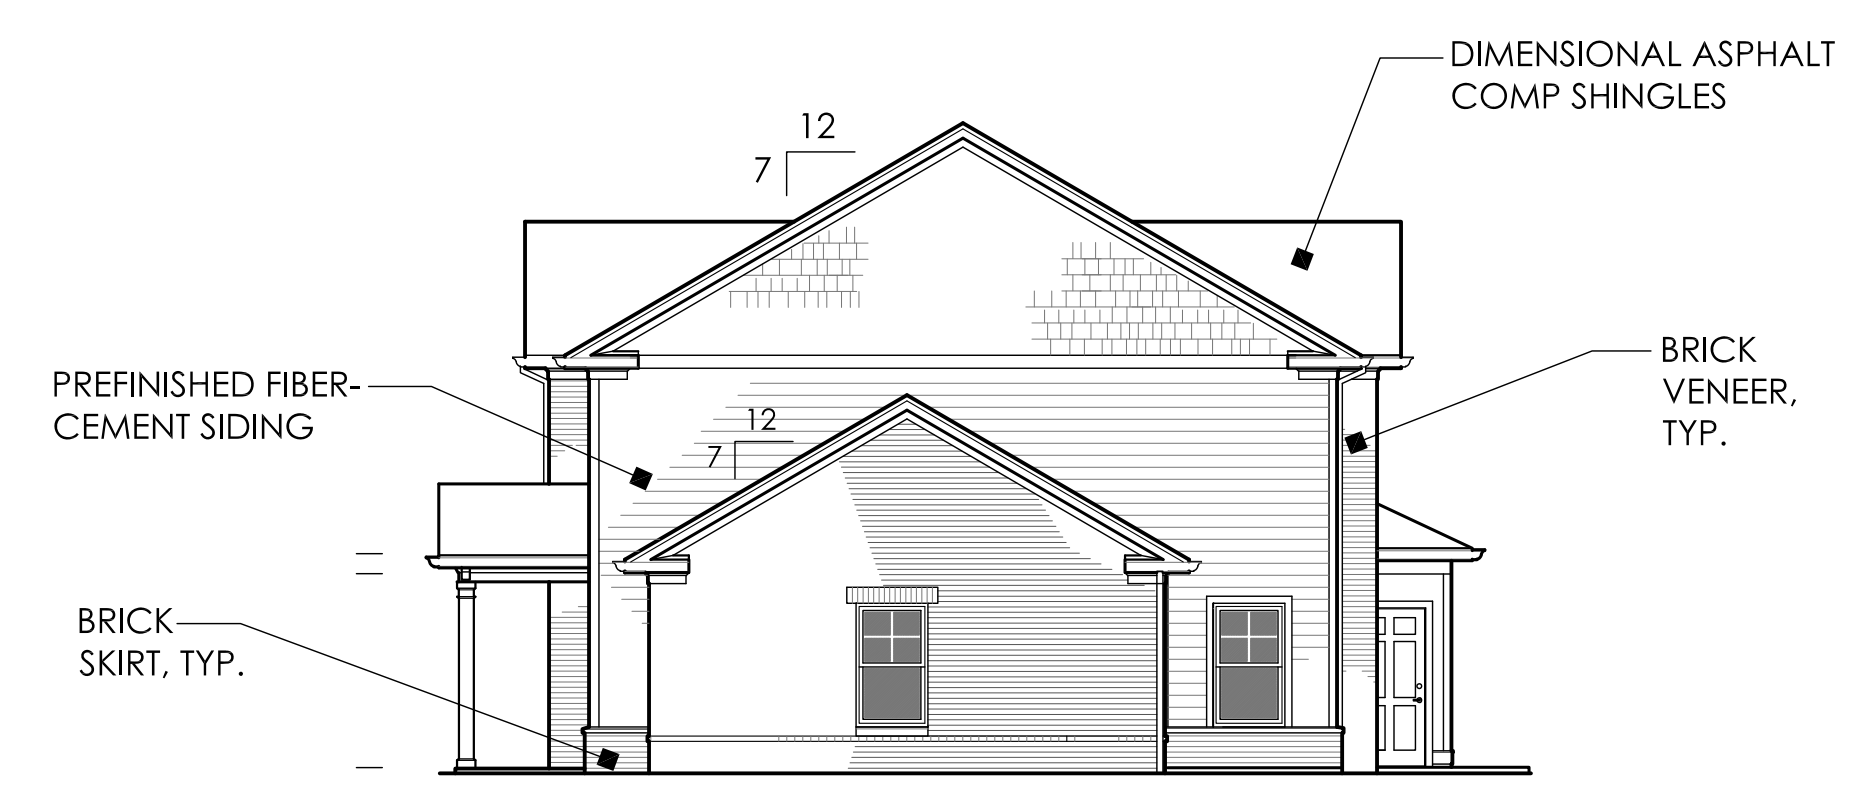 DIMENSIONAL ASPHALT
COMP SHINGLES
12
7
BRICK
VENEER,
TYP.
PREFINISHED FIBER-
CEMENT SIDING
12
7
BRICK
SKIRT, TYP.